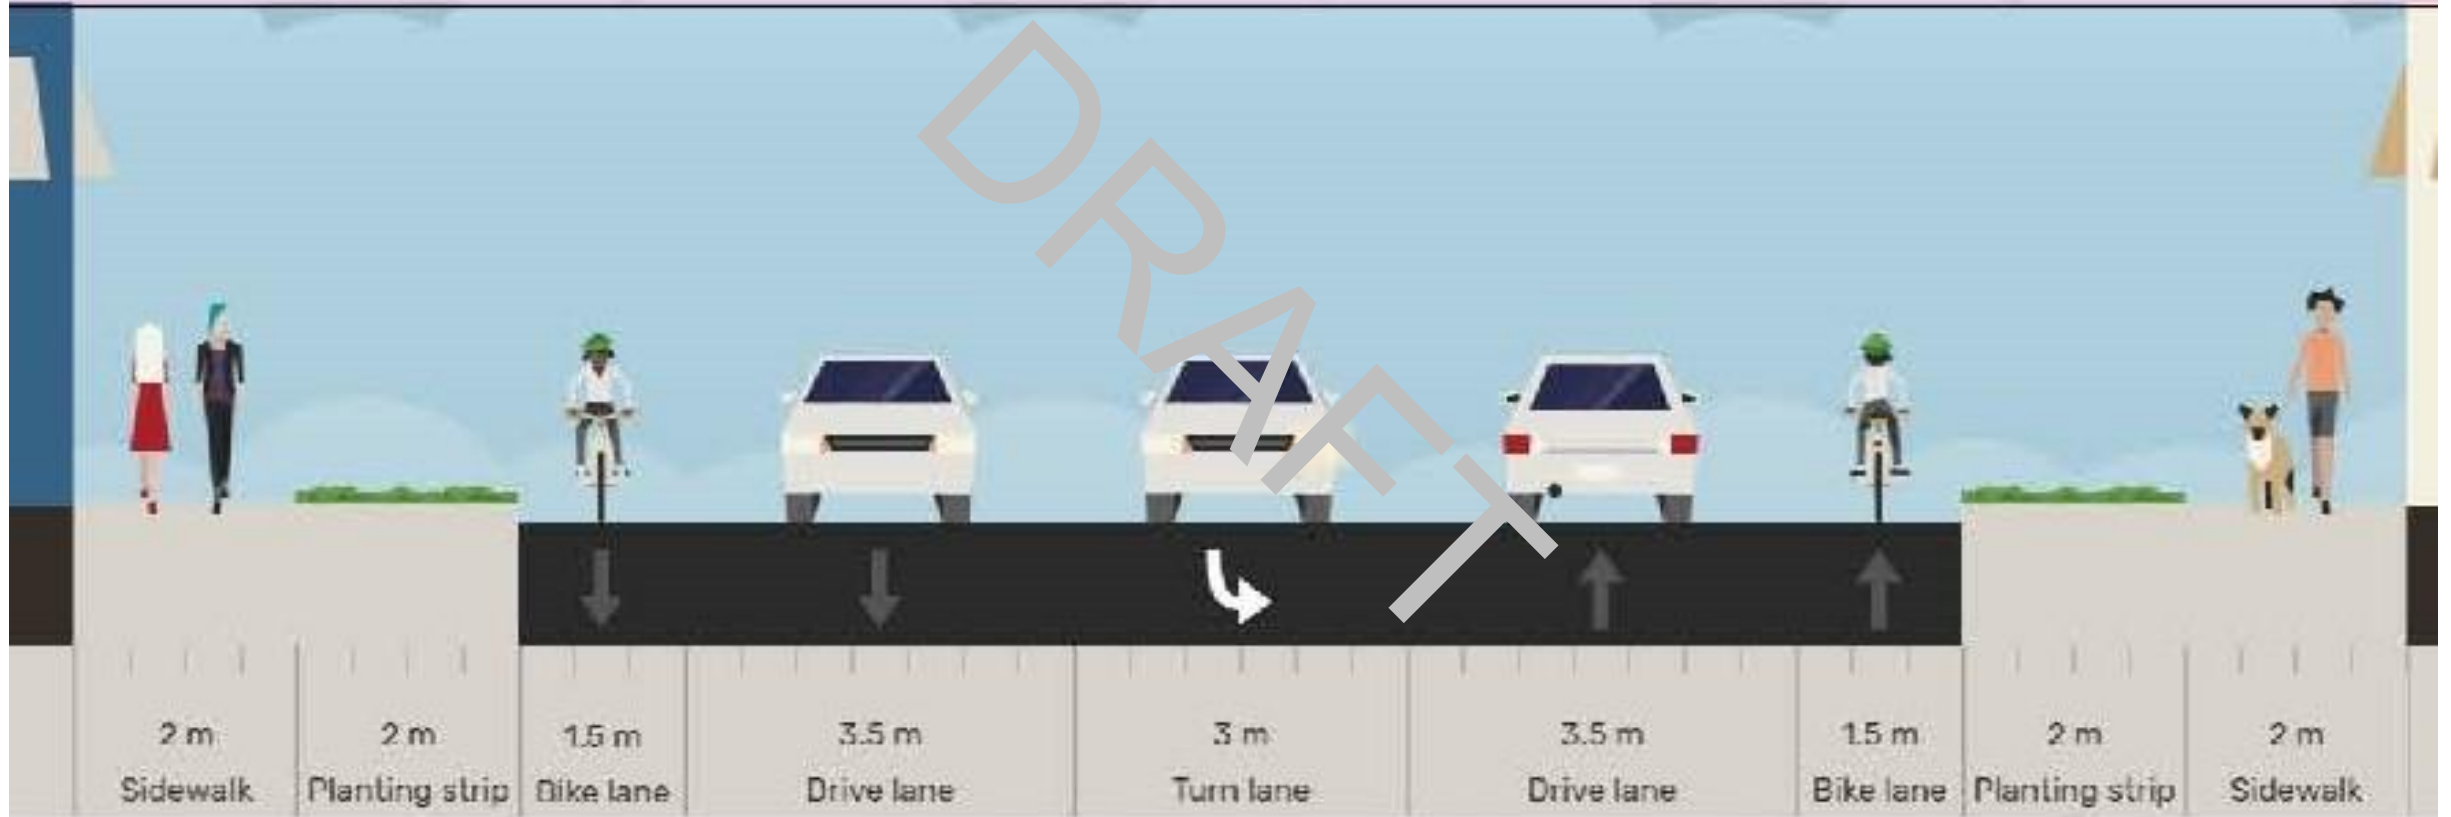 DRAFT
2 m 2 m 1.5 m 3.5 m 3 m 3.5 m 1.5 m 2 m 2 m
Sidewalk Planting strip Bike lane Drive lane Turn lane Drive lane Bike lane Planting strip Sidewalk